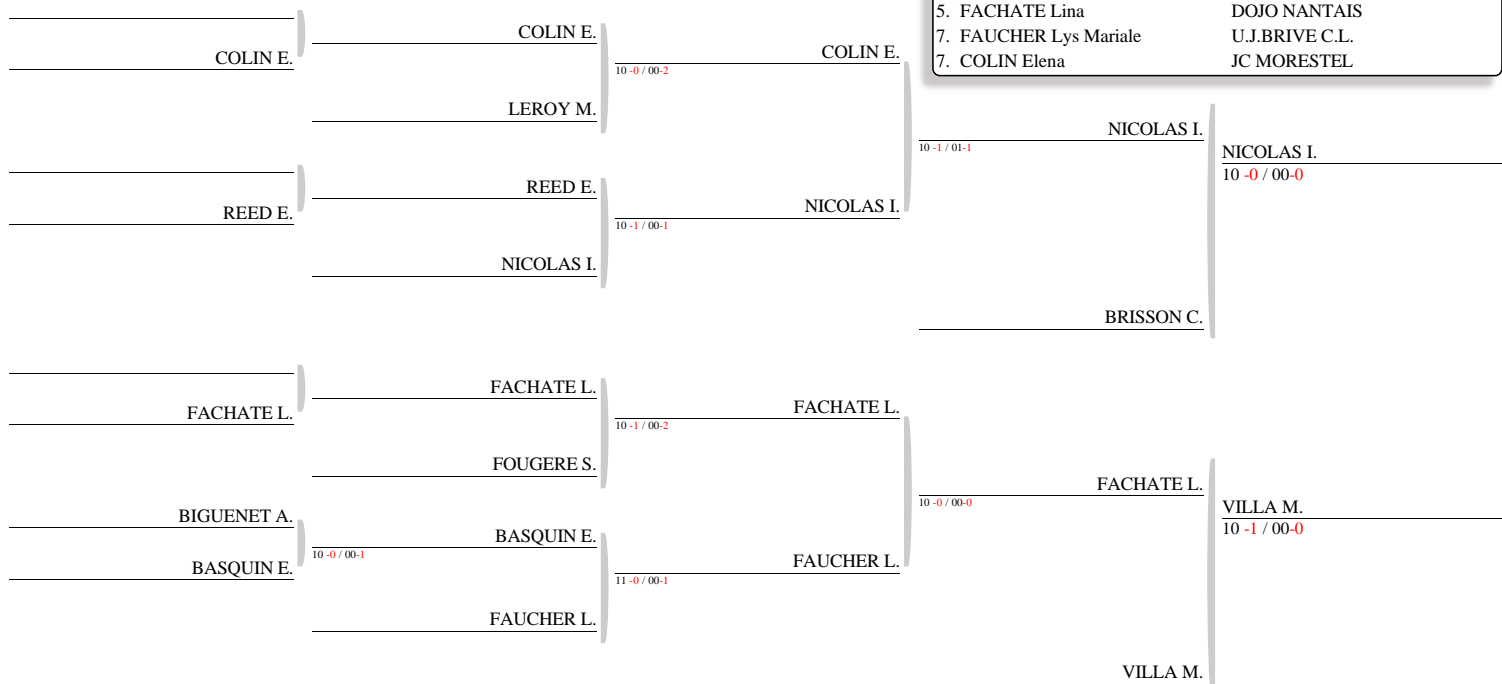 5. FACHATE Lina DOJO NANTAIS
7. FAUCHER Lys Mariale U.J.BRIVE C.L.
7. COLIN Elena JC MORESTEL
COLIN E.
COLIN E.
COLIN E.
10 -0 / 00-2
LEROY M.
NICOLAS I.
10 -1 / 01-1
NICOLAS I.
10 -0 / 00-0
REED E.
REED E.
NICOLAS I.
10 -1 / 00-1
NICOLAS I.
BRISSON C.
FACHATE L.
FACHATE L.
FACHATE L.
10 -1 / 00-2
FOUGERE S.
FACHATE L.
10 -0 / 00-0
VILLA M.
10 -1 / 00-0
BIGUENET A.
BASQUIN E.
10 -0 / 00-1
BASQUIN E.
FAUCHER L.
11 -0 / 00-1
FAUCHER L.
VILLA M.